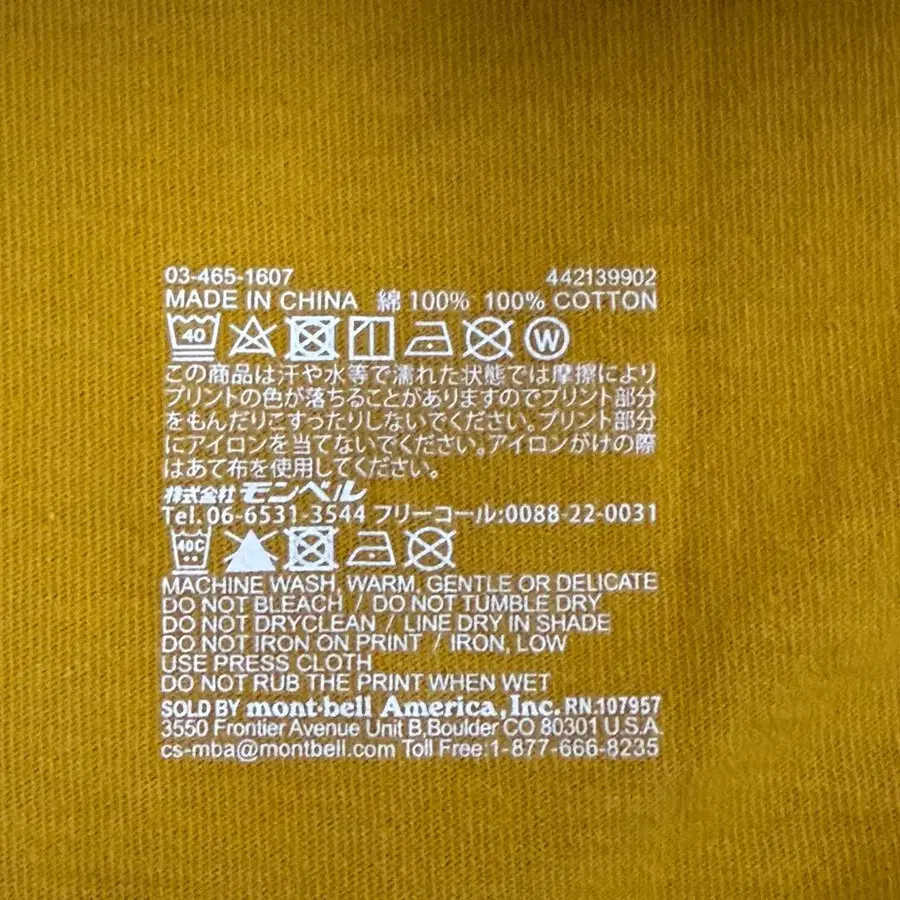 03-465-1607 442139902
MADE IN CHINA 綿 100% 100% COTTON
40 W
この商品は汗や水等で濡れた状態では摩擦により
プリントの色が落ちることがありますのでプリント部分
をもんだりこすったりしないでください。プリント部分
にアイロンを当てないでください。アイロンがけの際
はあて布を使用してください。
株式会社 モンベル
Tel. 06-6531-3544 フリーコール:0088-22-0031
40C
MACHINE WASH, WARM, GENTLE OR DELICATE
DO NOT BLEACH / DO NOT TUMBLE DRY
DO NOT DRYCLEAN / LINE DRY IN SHADE
DO NOT IRON ON PRINT / IRON, LOW
USE PRESS CLOTH
DO NOT RUB THE PRINT WHEN WET
SOLD BY mont-bell America, Inc. RN.107957
3550 Frontier Avenue Unit B,Boulder CO 80301 U.S.A.
cs-mba@montbell.com Toll Free:1-877-666-8235